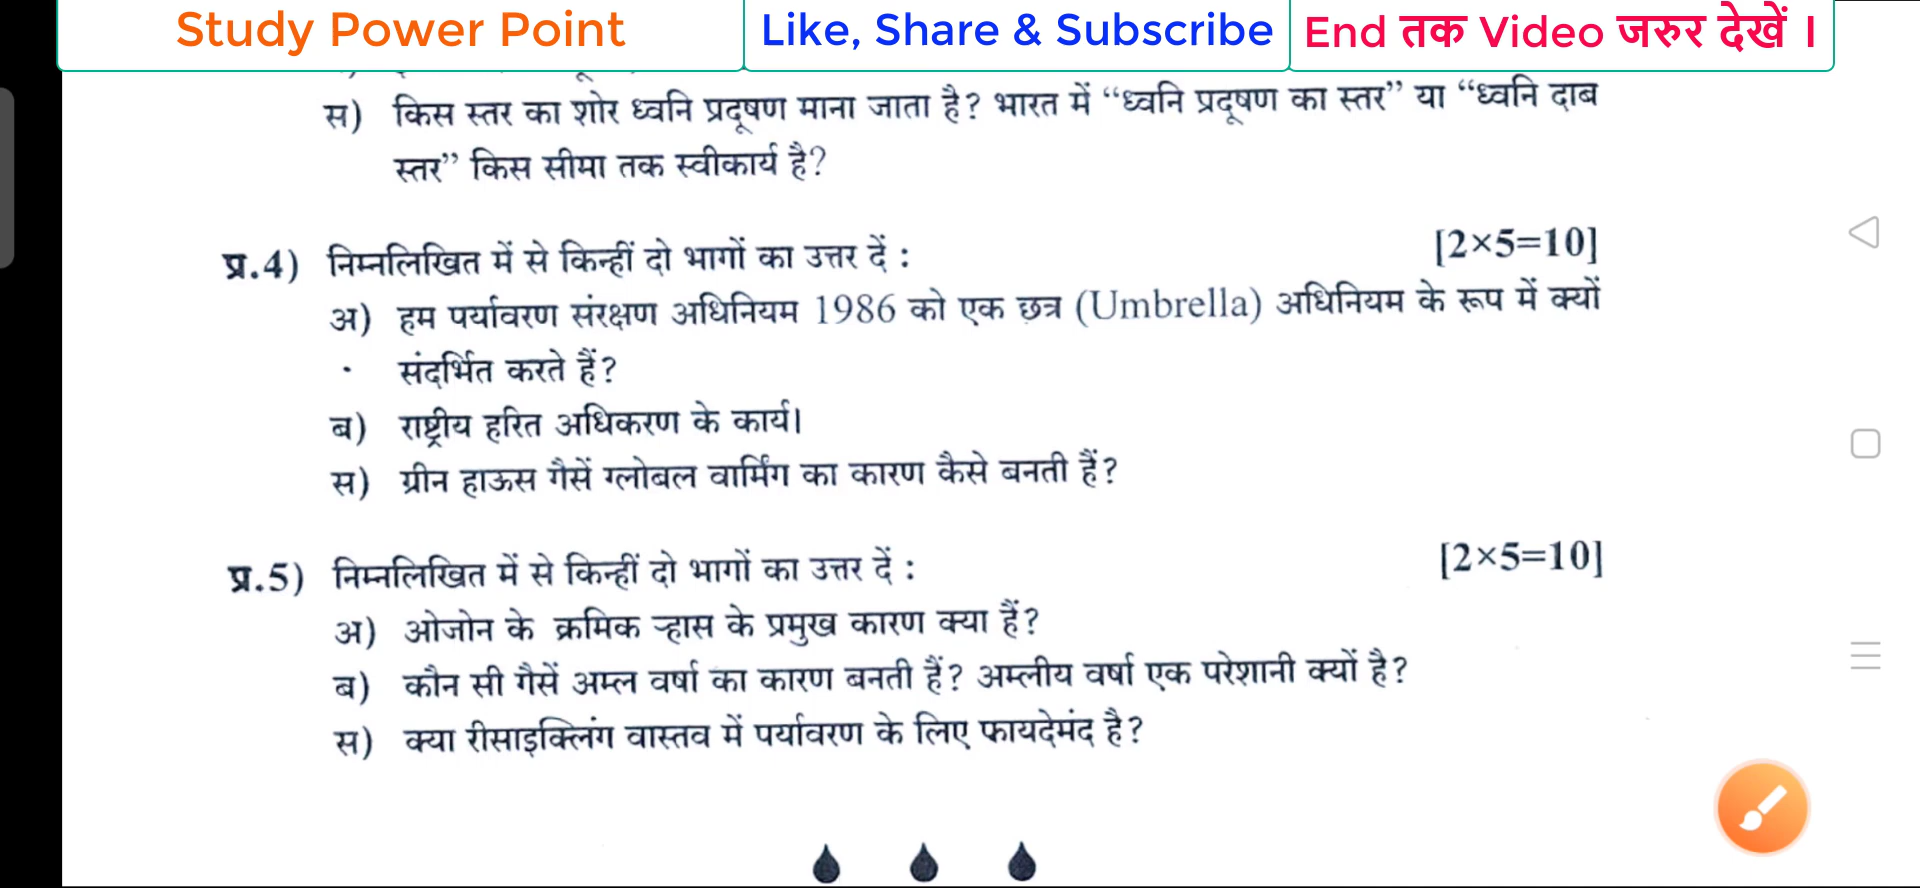 Study Power Point
Like, Share & Subscribe
End तक Video जरुर देखें ।
स) किस स्तर का शोर ध्वनि प्रदूषण माना जाता है? भारत में “ध्वनि प्रदूषण का स्तर” या “ध्वनि दाब
स्तर” किस सीमा तक स्वीकार्य है?
प्र.4) निम्नलिखित में से किन्हीं दो भागों का उत्तर दें : [2×5=10]
अ) हम पर्यावरण संरक्षण अधिनियम 1986 को एक छत्र (Umbrella) अधिनियम के रूप में क्यों
संदर्भित करते हैं?
ब) राष्ट्रीय हरित अधिकरण के कार्य।
स) ग्रीन हाऊस गैसें ग्लोबल वार्मिंग का कारण कैसे बनती हैं?
प्र.5) निम्नलिखित में से किन्हीं दो भागों का उत्तर दें : [2×5=10]
अ) ओजोन के क्रमिक ऱ्हास के प्रमुख कारण क्या हैं?
ब) कौन सी गैसें अम्ल वर्षा का कारण बनती हैं? अम्लीय वर्षा एक परेशानी क्यों है?
स) क्या रीसाइक्लिंग वास्तव में पर्यावरण के लिए फायदेमंद है?